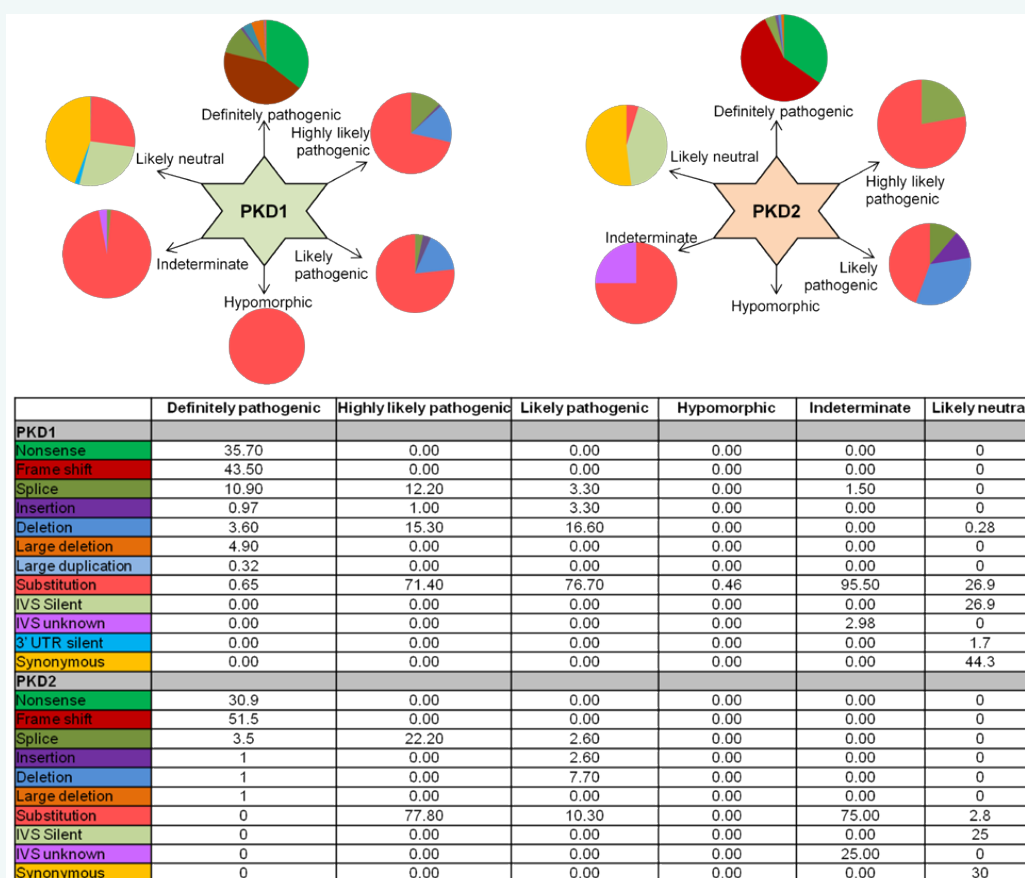 Definitely pathogenic
Highly likely
pathogenic
Likely neutral
PKD1
Indeterminate
Likely
pathogenic
Hypomorphic
Definitely pathogenic
Likely neutral
Highly likely
pathogenic
PKD2
Indeterminate
Likely
pathogenic
Hypomorphic
Definitely pathogenic Highly likely pathogenic Likely pathogenic Hypomorphic Indeterminate Likely neutra
PKD1
Nonsense 35.70 0.00 0.00 0.00 0.00 0
Frame shift 43.50 0.00 0.00 0.00 0.00 0
Splice 10.90 12.20 3.30 0.00 1.50 0
Insertion 0.97 1.00 3.30 0.00 0.00 0
Deletion 3.60 15.30 16.60 0.00 0.00 0.28
Large deletion 4.90 0.00 0.00 0.00 0.00 0
Large duplication 0.32 0.00 0.00 0.00 0.00 0
Substitution 0.65 71.40 76.70 0.46 95.50 26.9
IVS Silent 0.00 0.00 0.00 0.00 0.00 26.9
IVS unknown 0.00 0.00 0.00 0.00 2.98 0
3' UTR silent 0.00 0.00 0.00 0.00 0.00 1.7
Synonymous 0.00 0.00 0.00 0.00 0.00 44.3
PKD2
Nonsense 30.9 0.00 0.00 0.00 0.00 0
Frame shift 51.5 0.00 0.00 0.00 0.00 0
Splice 3.5 22.20 2.60 0.00 0.00 0
Insertion 1 0.00 2.60 0.00 0.00 0
Deletion 1 0.00 7.70 0.00 0.00 0
Large deletion 1 0.00 0.00 0.00 0.00 0
Substitution 0 77.80 10.30 0.00 75.00 2.8
IVS Silent 0 0.00 0.00 0.00 0.00 25
IVS unknown 0 0.00 0.00 0.00 25.00 0
Synonymous 0 0.00 0.00 0.00 0.00 30